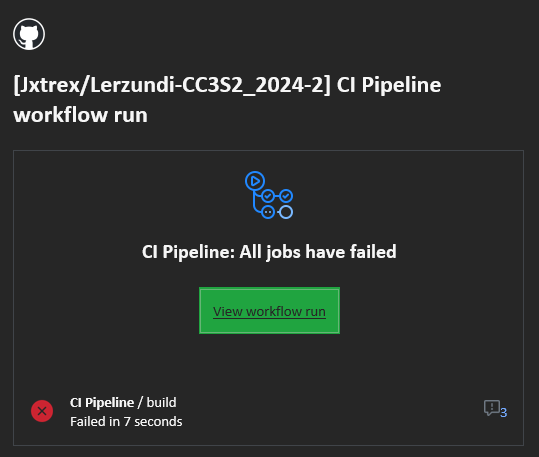 [Jxtrex/Lerzundi-CC3S2_2024-2] CI Pipeline
workflow run
CI Pipeline: All jobs have failed
View workflow run
CI Pipeline / build
Failed in 7 seconds
3